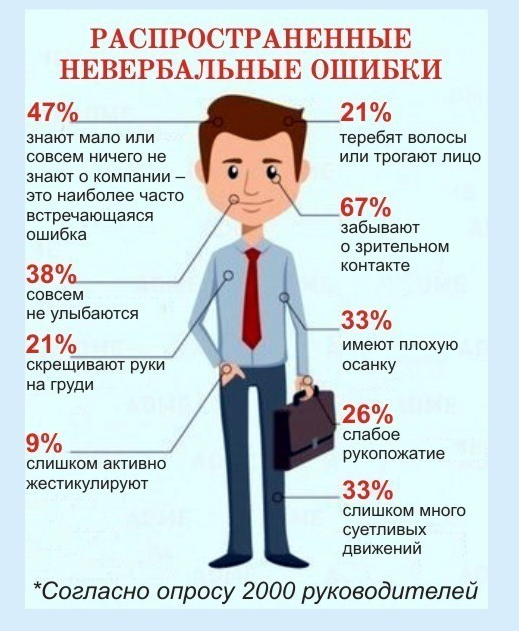 РАСПРОСТРАНЕННЫЕ
НЕВЕРБАЛЬНЫЕ ОШИБКИ
47%
знают мало или
совсем ничего не
знают о компании –
это наиболее часто
встречающаяся
ошибка
38%
совсем
не улыбаются
21%
скрещивают руки
на груди
9%
слишком активно
жестикулируют
21%
теребят волосы
или трогают лицо
67%
забывают
о зрительном
контакте
33%
имеют плохую
осанку
26%
слабое
рукопожатие
33%
слишком много
суетливых
движений
*Согласно опросу 2000 руководителей